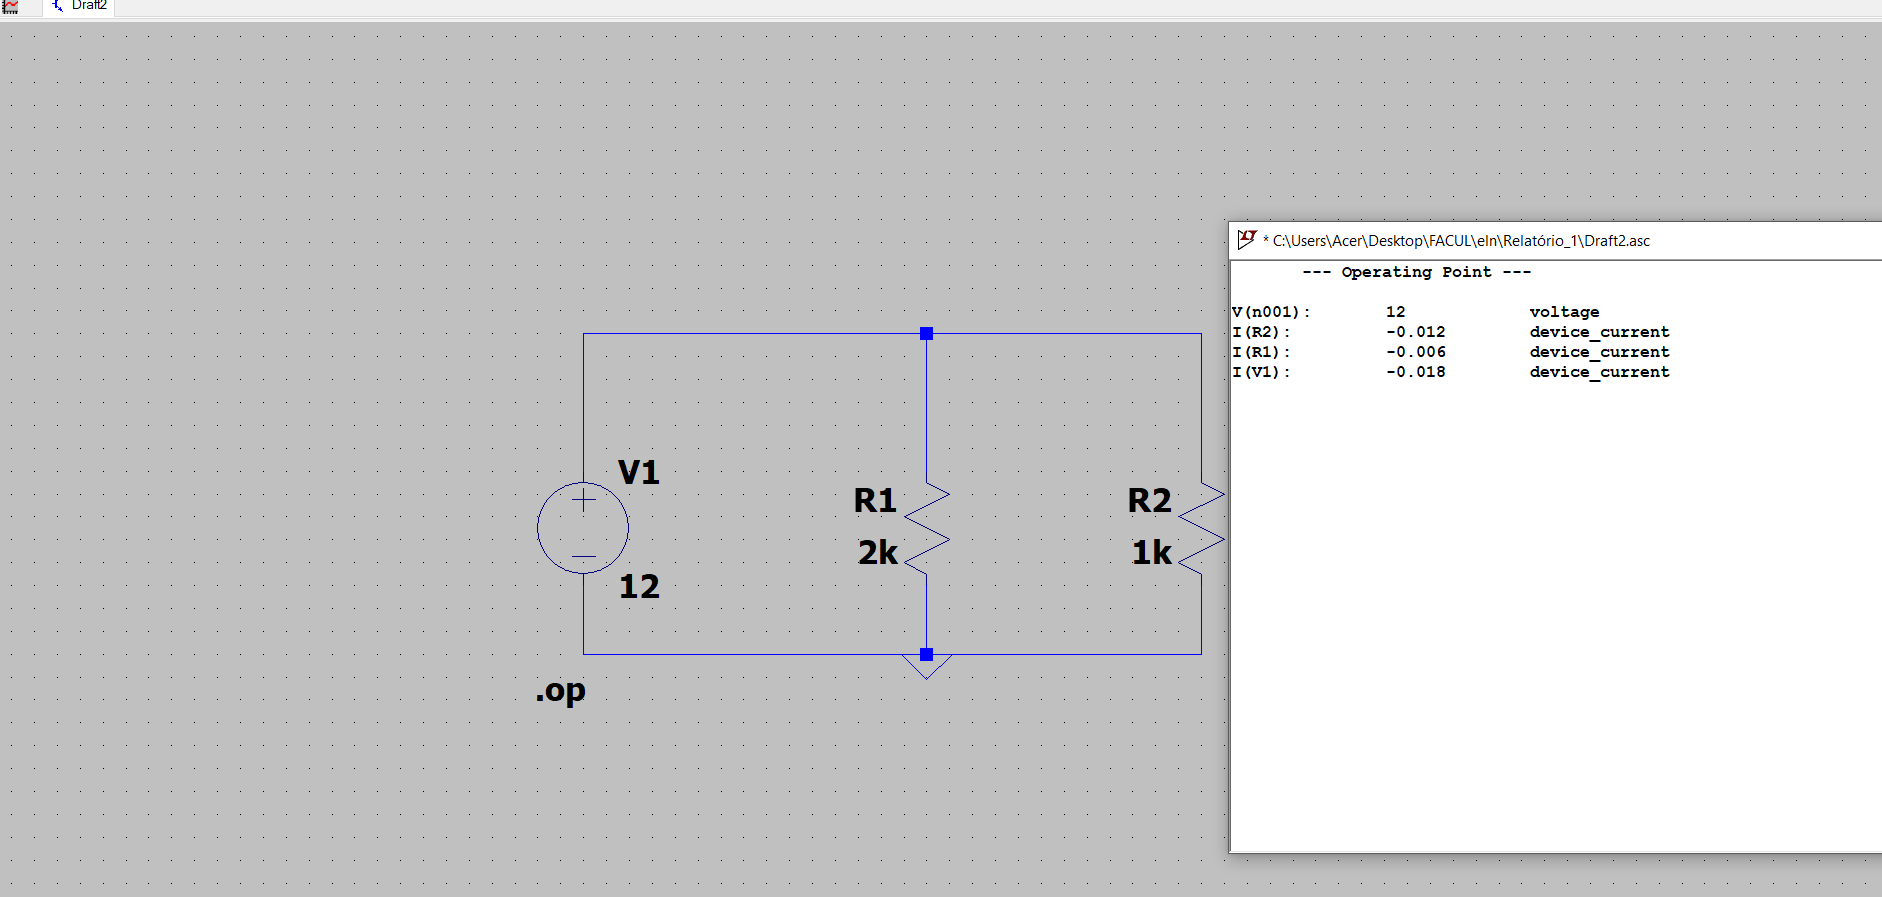 Draft2
* C:\Users\Acer\Desktop\FACUL\eln\Relatório_1\Draft2.asc
--- Operating Point ---
V(n001): 12 voltage
I(R2): -0.012 device_current
I(R1): -0.006 device_current
I(V1): -0.018 device_current
V1
12
R1
2k
R2
1k
.op